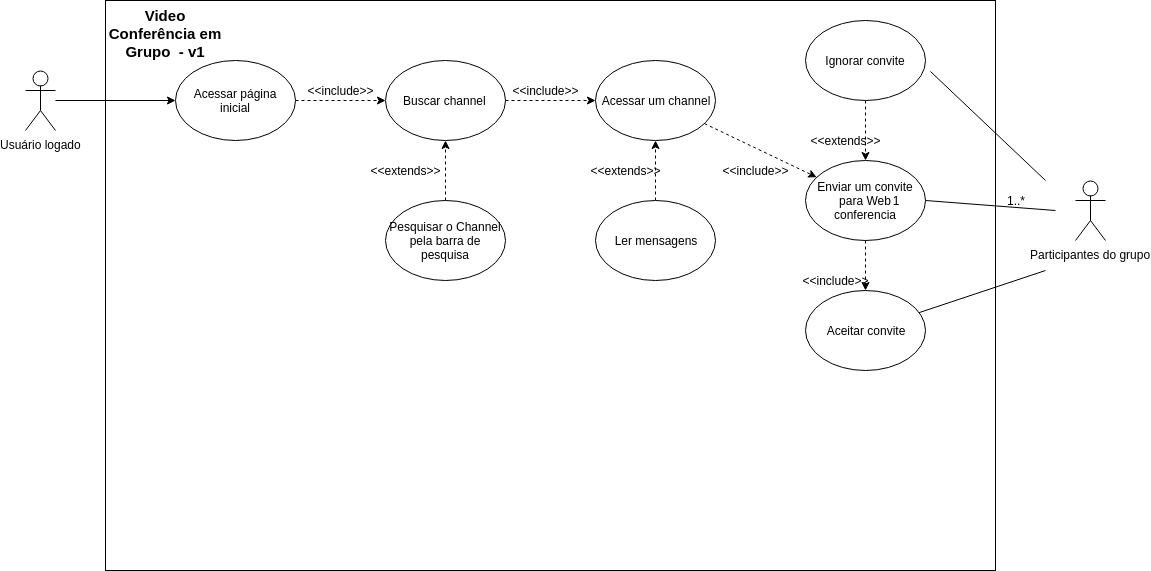 Video
Conferência em
Grupo - v1
Usuário logado
Acessar página
inicial
<<include>>
Buscar channel
<<include>>
Acessar um channel
Ignorar convite
<<extends>>
<<extends>>
<<extends>>
<<include>>
Pesquisar o Channel
pela barra de
pesquisa
Ler mensagens
Enviar um convite
para Web 1
conferencia
1..*
Participantes do grupo
<<include>>
Aceitar convite